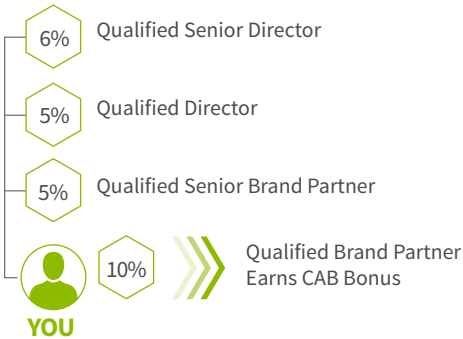 6%
Qualified Senior Director
5%
Qualified Director
5%
Qualified Senior Brand Partner
10%
Qualified Brand Partner
Earns CAB Bonus
YOU